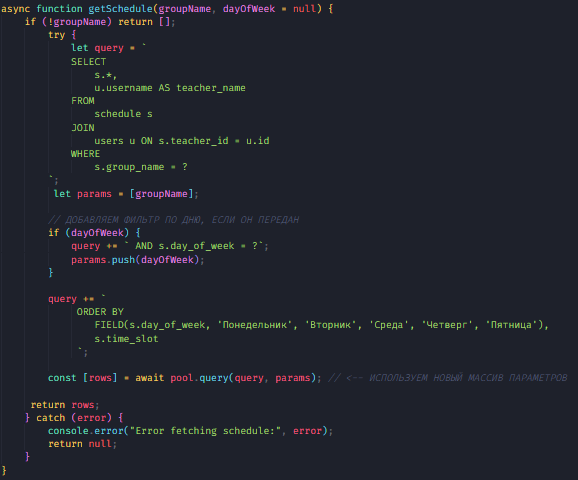 async function getSchedule(groupName, dayOfWeek = null) {
if (!groupName) return [];
try {
let query = `
SELECT
s.*,
u.username AS teacher_name
FROM
schedule s
JOIN
users u ON s.teacher_id = u.id
WHERE
s.group_name = ?
`;
let params = [groupName];
// ДОБАВЛЯЕМ ФИЛЬТР ПО ДНЮ, ЕСЛИ ОН ПЕРЕДАН
if (dayOfWeek) {
query += ` AND s.day_of_week = ?`;
params.push(dayOfWeek);
}
query += `
ORDER BY
FIELD(s.day_of_week, 'Понедельник', 'Вторник', 'Среда', 'Четверг', 'Пятница'),
s.time_slot
`;
const [rows] = await pool.query(query, params); // <-- ИСПОЛЬЗУЕМ НОВЫЙ МАССИВ ПАРАМЕТРОВ
return rows;
} catch (error) {
console.error("Error fetching schedule:", error);
return null;
}
}